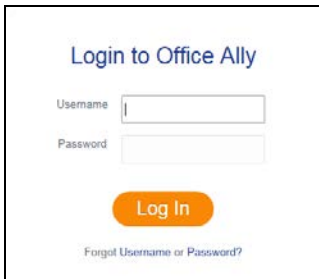 Login to Office Ally
Username
Password
Log In
Forgot Username or Password?